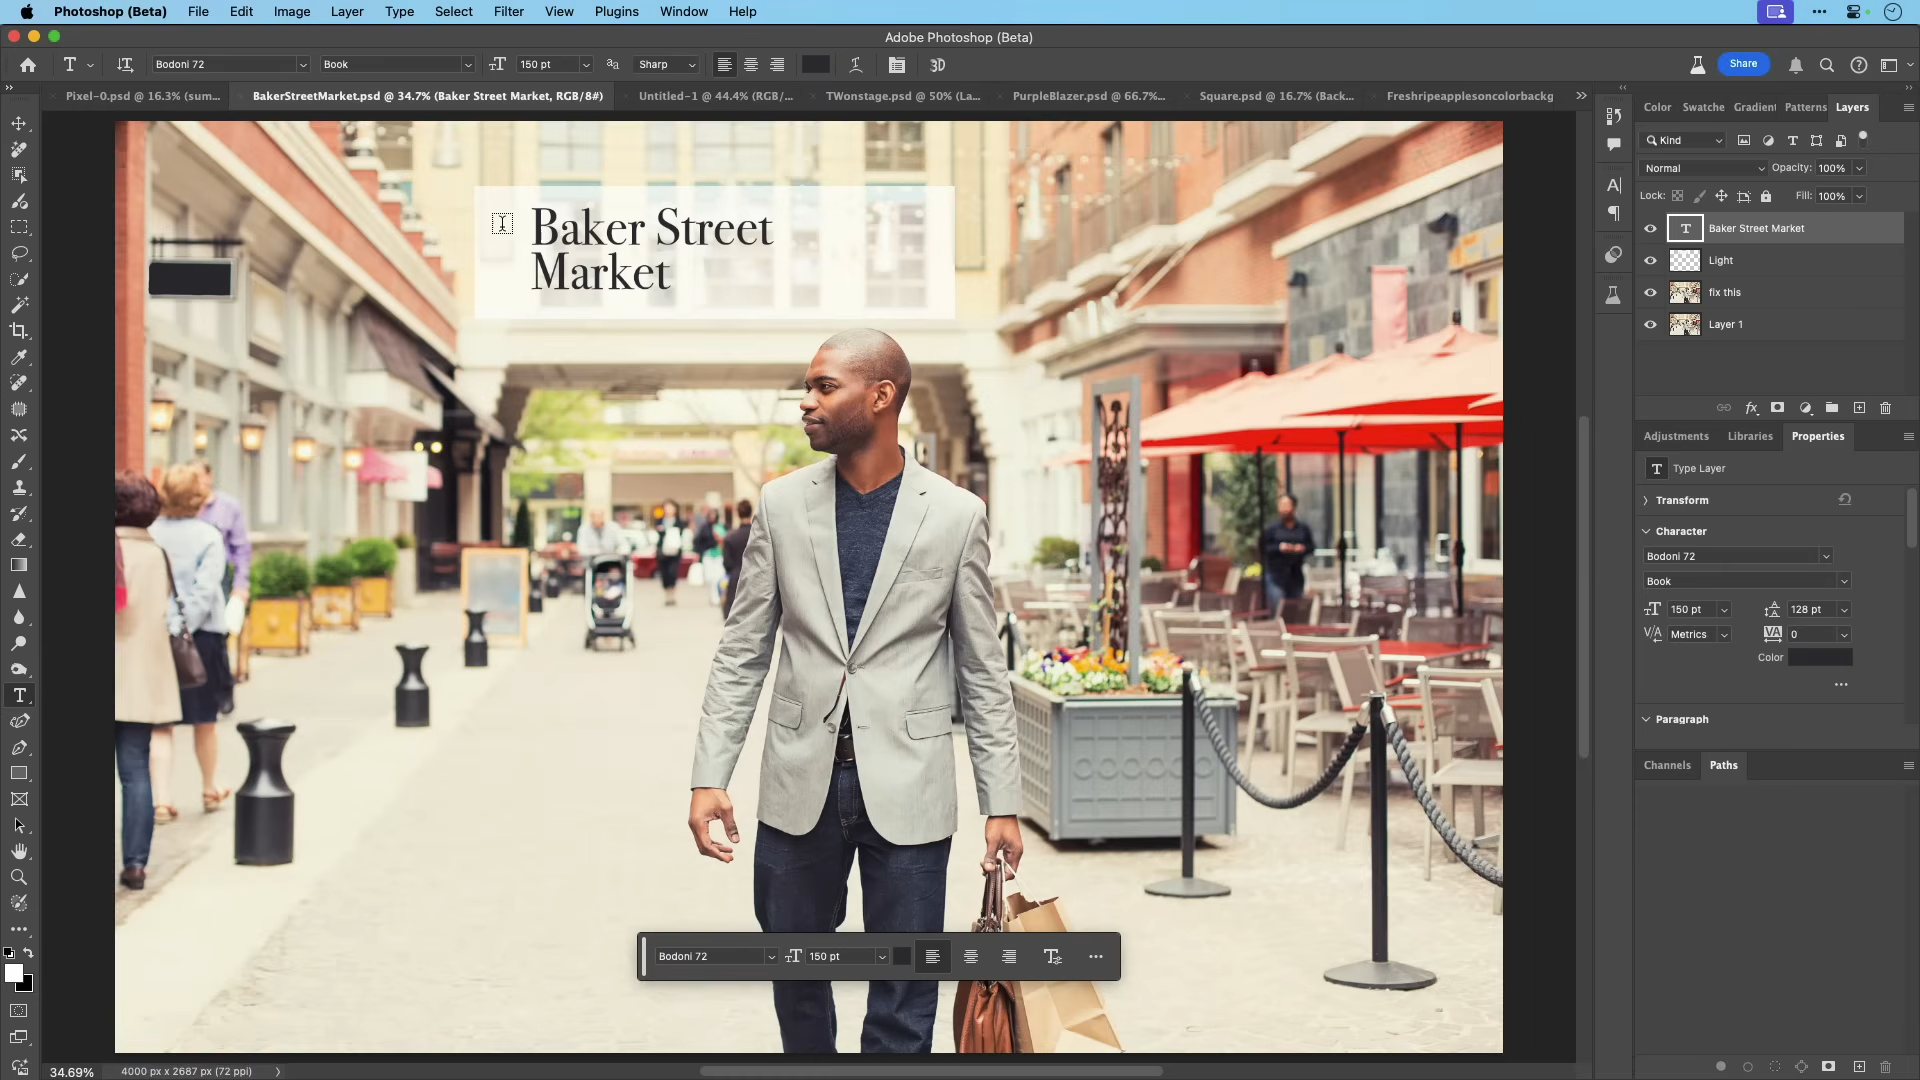 Photoshop (Beta) File Edit Image Layer Type Select Filter View Plugins Window Help
Adobe Photoshop (Beta)
Bodoni 72 Book 150 pt Sharp 3D Share
Pixel-0.psd @ 16.3% (sum... BakerStreetMarket.psd @ 34.7% (Baker Street Market, RGB/8#) Untitled-1 @ 44.4% (RGB/... TWonstage.psd @ 50% (La... PurpleBlazer.psd @ 66.7%... Square.psd @ 16.7% (Back... Freshripeapplesoncolorbackg
Color Swatche Gradient Patterns Layers
Kind
Normal Opacity: 100%
Lock: Fill: 100%
Baker Street Market
Light
fix this
Layer 1
Baker Street
Market
Adjustments Libraries Properties
Type Layer
Transform
Character
Bodoni 72
Book
150 pt 128 pt
Metrics 0
Color
Paragraph
Channels Paths
Bodoni 72 150 pt
34.69% 4000 px x 2687 px (72 ppi)